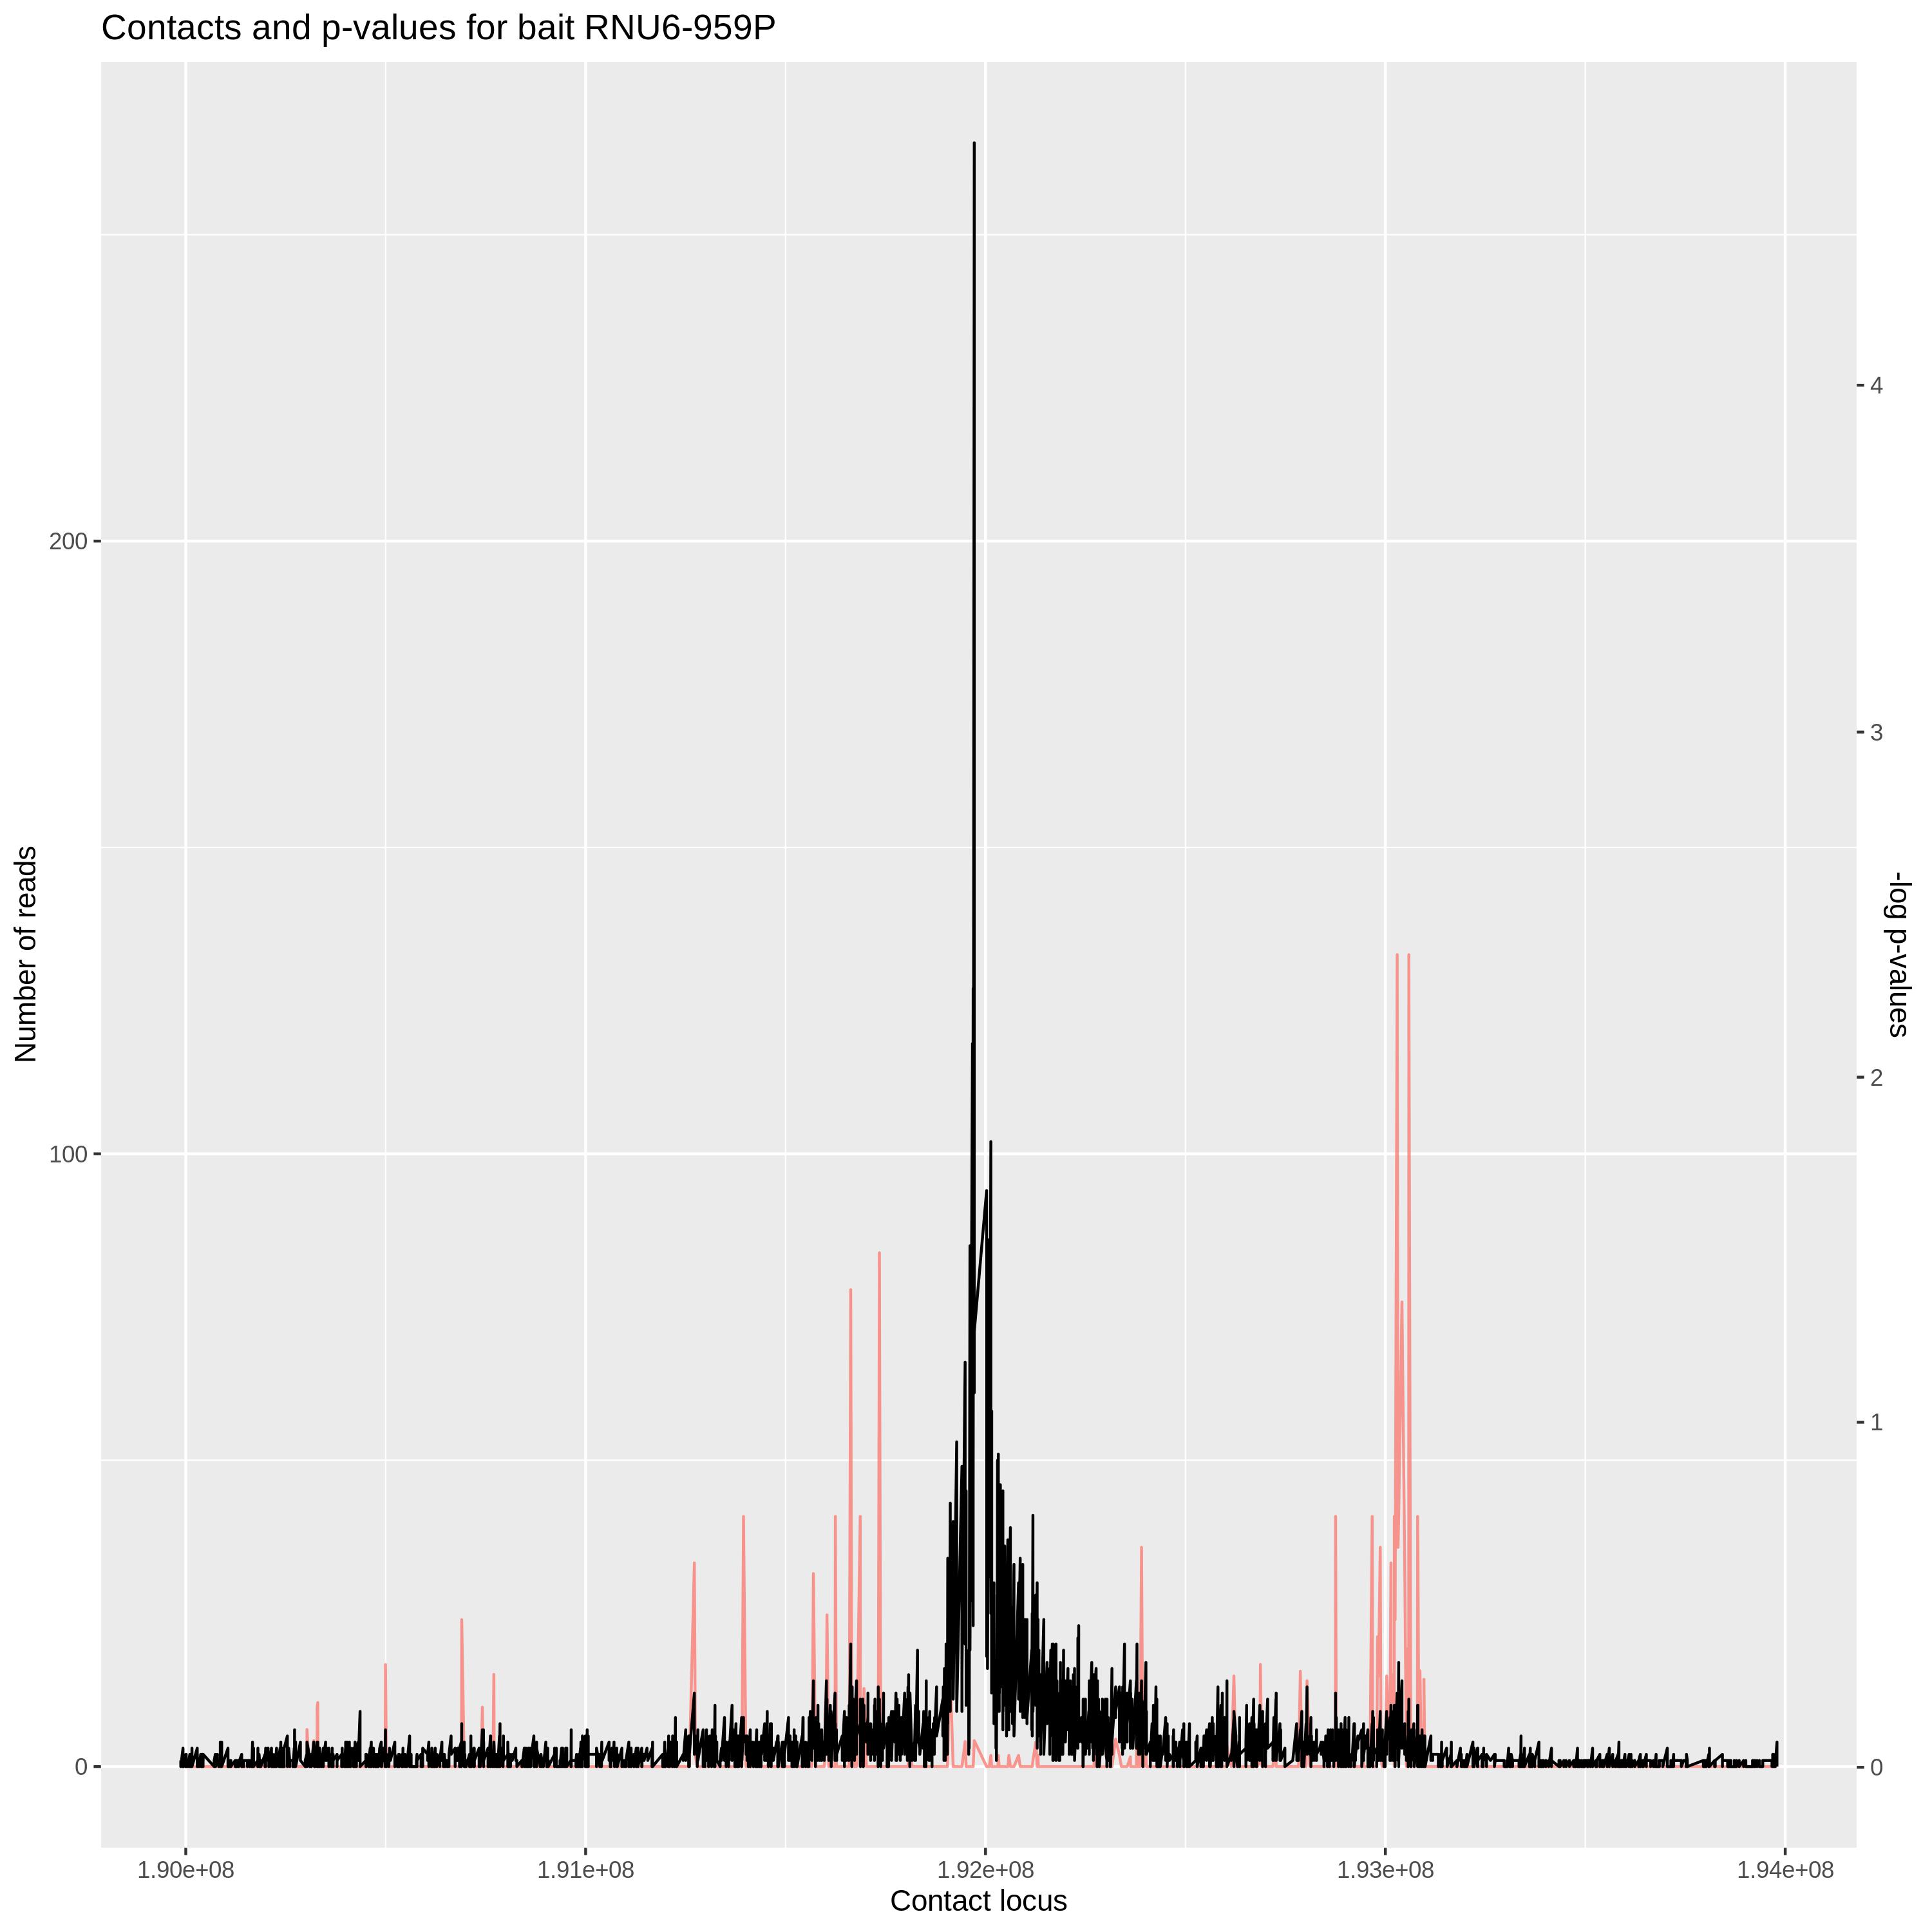 Contacts and p-values for bait RNU6-959P
Number of reads
200
100
0
4
3
2
1
0
-log p-values
1.90e+08 1.91e+08 1.92e+08 1.93e+08 1.94e+08
Contact locus